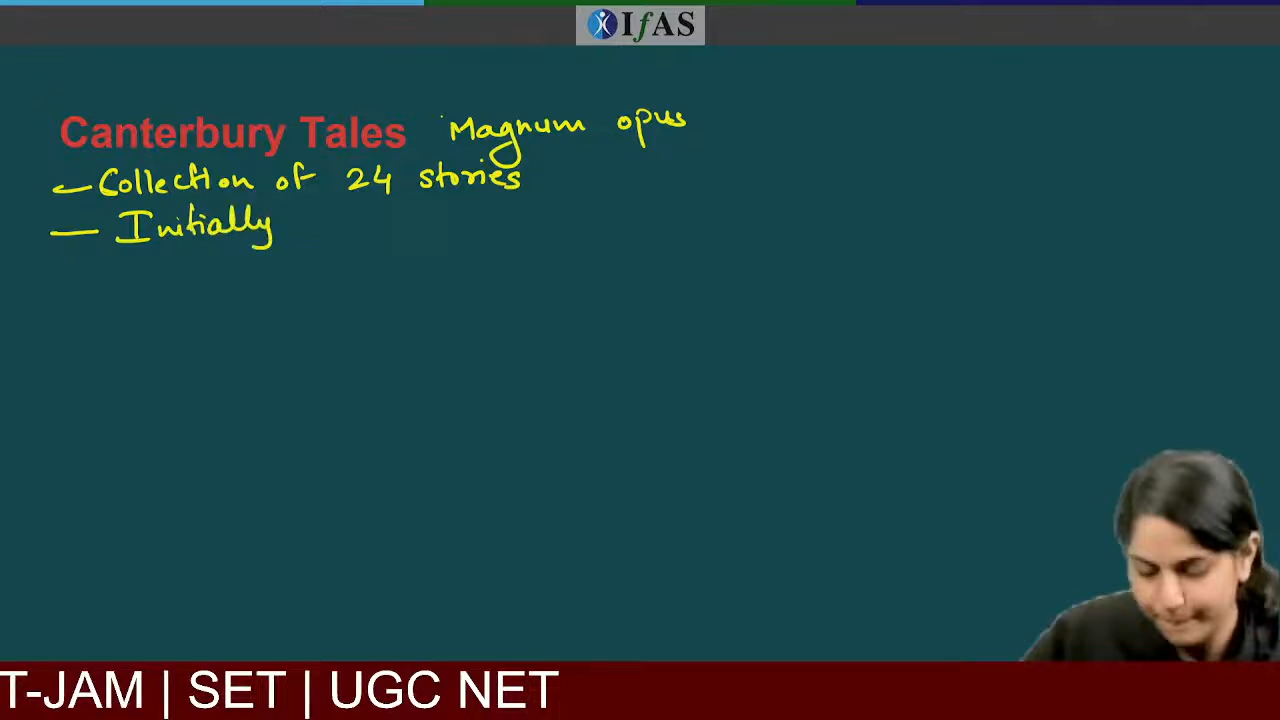 IfAS
Canterbury Tales Magnum opus
– Collection of 24 stories
— Initially
T-JAM | SET | UGC NET